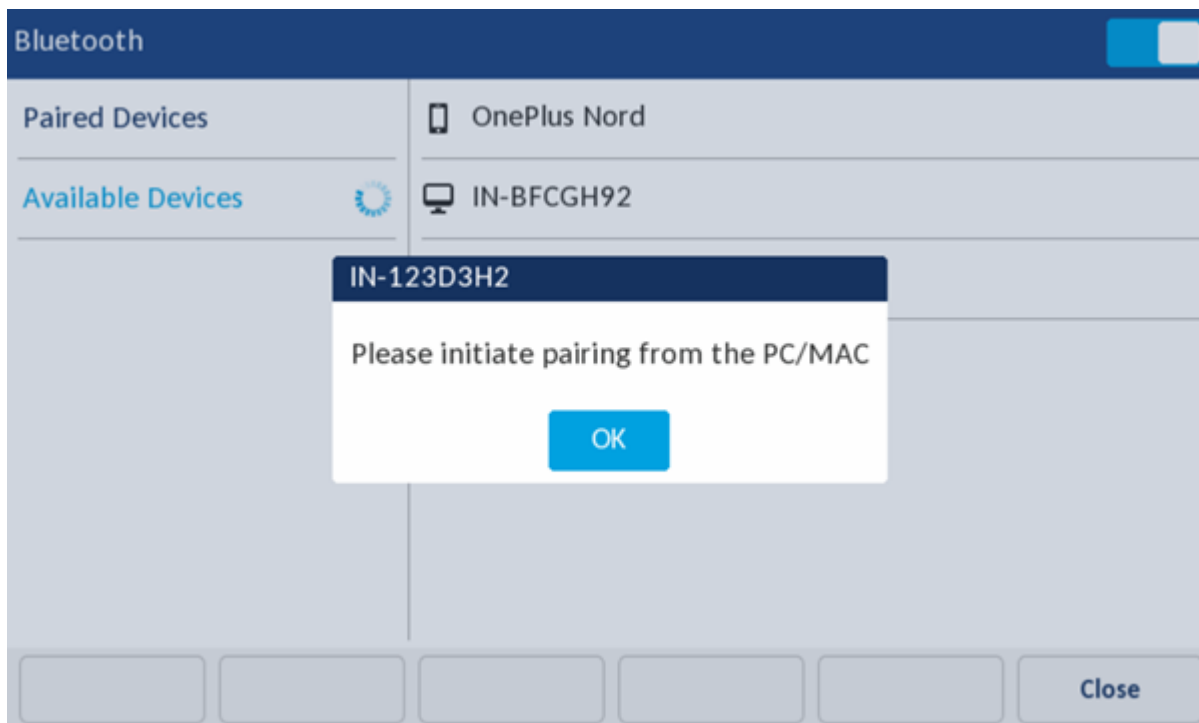 Bluetooth
Paired Devices
OnePlus Nord
Available Devices
IN-BFCGH92
IN-123D3H2
Please initiate pairing from the PC/MAC
OK
Close